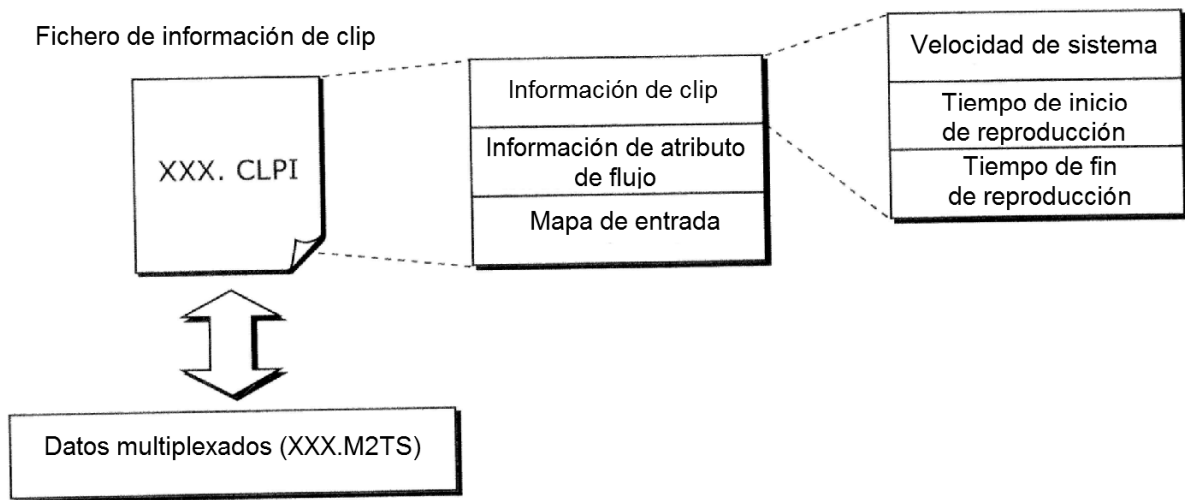 Fichero de información de clip
XXX. CLPI
Información de clip
Información de atributo
de flujo
Mapa de entrada
Velocidad de sistema
Tiempo de inicio
de reproducción
Tiempo de fin
de reproducción
Datos multiplexados (XXX.M2TS)